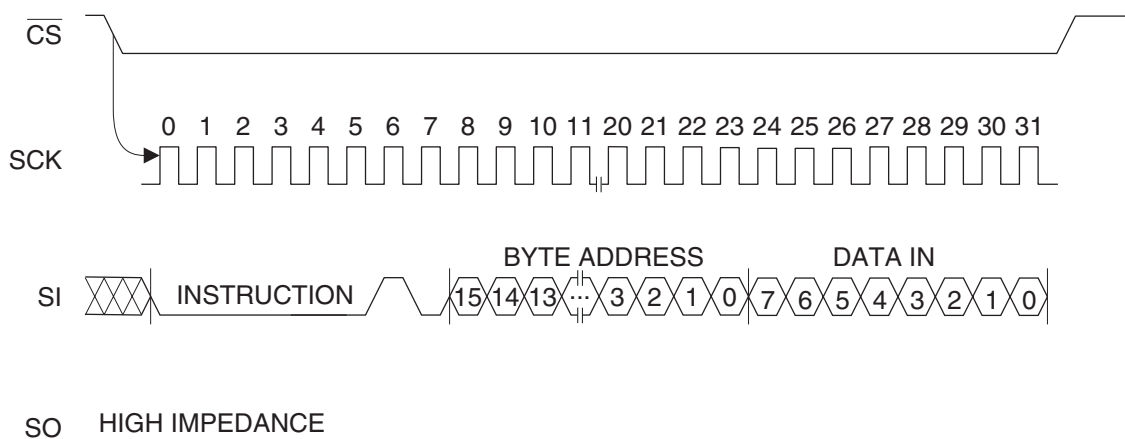 CS
0 1 2 3 4 5 6 7 8 9 10 11 20 21 22 23 24 25 26 27 28 29 30 31
SCK
BYTE ADDRESS DATA IN
SI INSTRUCTION 15 14 13 ... 3 2 1 0 7 6 5 4 3 2 1 0
SO HIGH IMPEDANCE